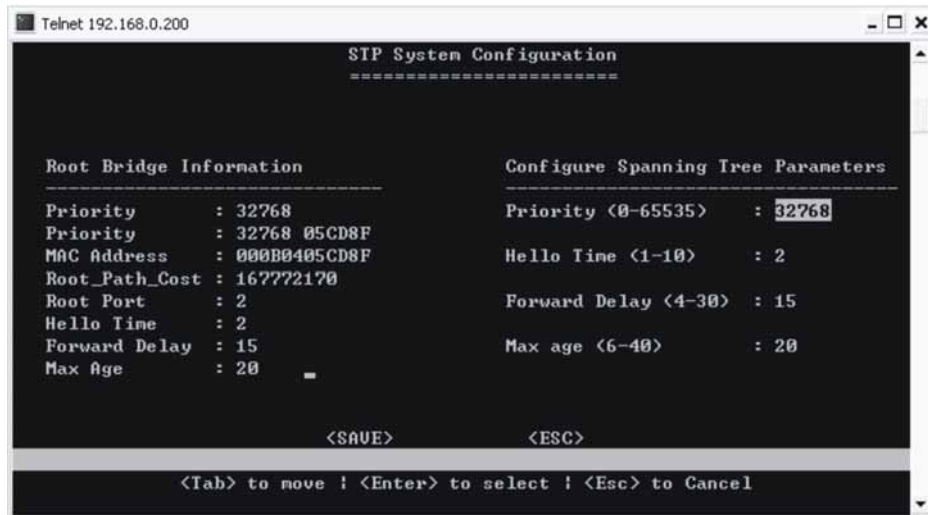 Telnet 192.168.0.200
STP System Configuration
=========================
Root Bridge Information
Priority : 32768
Priority : 32768 05CD8F
MAC Address : 000B0405CD8F
Root_Path_Cost : 167772170
Root Port : 2
Hello Time : 2
Forward Delay : 15
Max Age : 20
Configure Spanning Tree Parameters
Priority (0-65535) : 32768
Hello Time (1-10) : 2
Forward Delay (4-30) : 15
Max age (6-40) : 20
<SAVE> <ESC>
<Tab> to move | <Enter> to select | <Esc> to Cancel